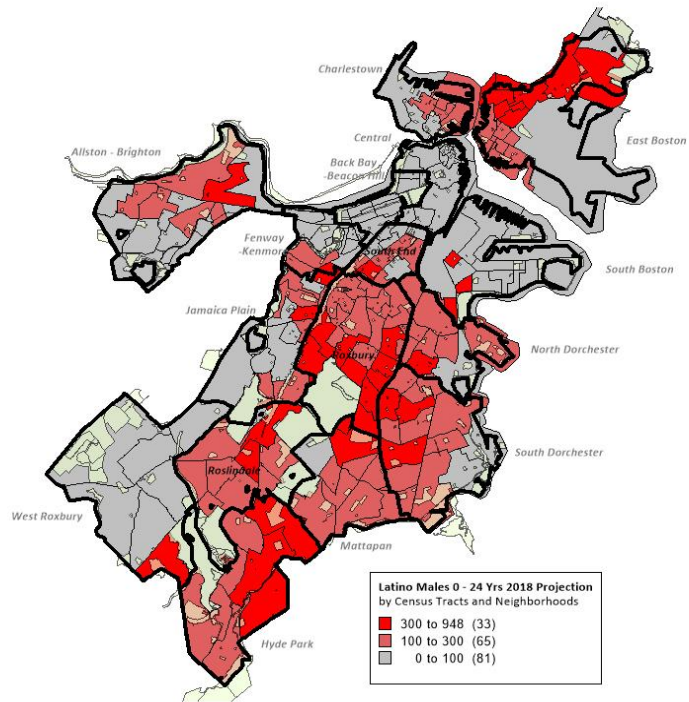 Charlestown
Central
Allston - Brighton
East Boston
Back Bay
-Beacon Hill
Fenway
-Kenmore
South End
South Boston
Jamaica Plain
North Dorchester
Roxbury
South Dorchester
Roslindale
West Roxbury
Mattapan
Hyde Park
Latino Males 0 - 24 Yrs 2018 Projection
by Census Tracts and Neighborhoods
300 to 948 (33)
100 to 300 (65)
0 to 100 (81)